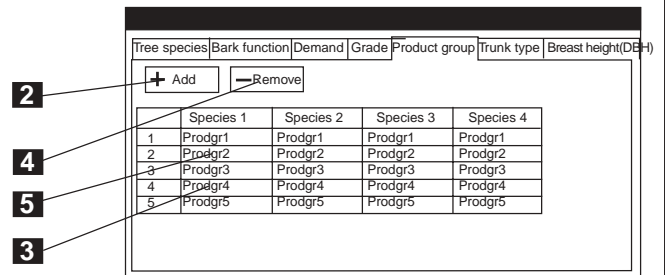 Tree species Bark function Demand Grade Product group Trunk type Breast height(DBH)
+ Add −Remove
2
Species 1 Species 2 Species 3 Species 4
1 Prodgr1 Prodgr1 Prodgr1 Prodgr1
2 Prodgr2 Prodgr2 Prodgr2 Prodgr2
4
3 Prodgr3 Prodgr3 Prodgr3 Prodgr3
4 Prodgr4 Prodgr4 Prodgr4 Prodgr4
5 Prodgr5 Prodgr5 Prodgr5 Prodgr5
5
3